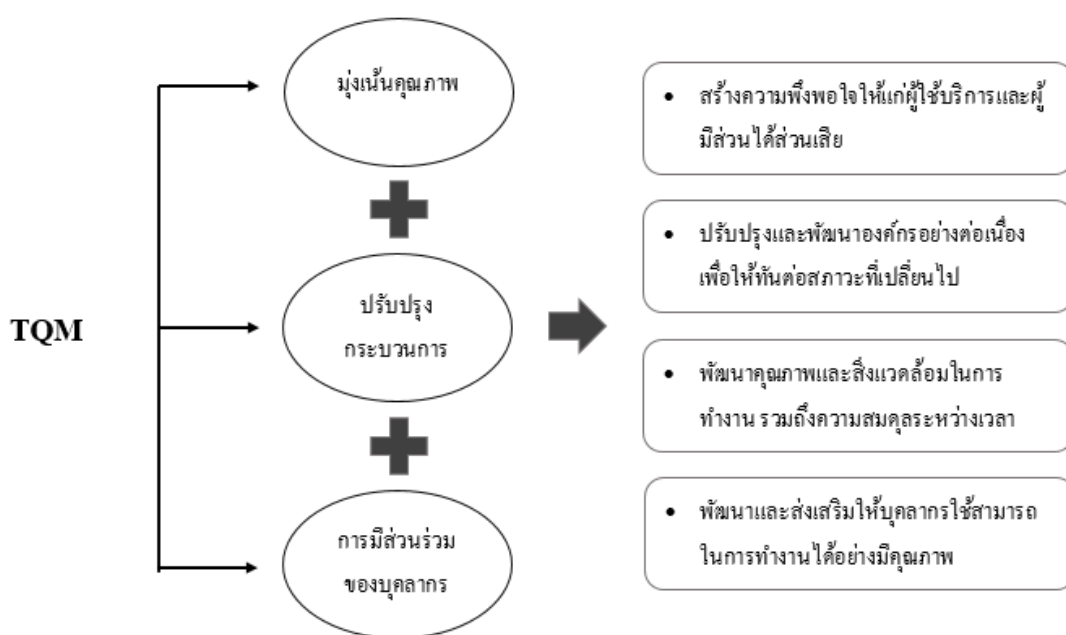 มุ่งเน้นคุณภาพ
TQM
ปรับปรุง
กระบวนการ
การมีส่วนร่วม
ของบุคลากร
• สร้างความพึงพอใจให้แก่ผู้ใช้บริการและผู้
มีส่วนได้ส่วนเสีย
• ปรับปรุงและพัฒนาองค์กรอย่างต่อเนื่อง
เพื่อให้ทันต่อสภาวะที่เปลี่ยนไป
• พัฒนาคุณภาพและสิ่งแวดล้อมในการ
ทำงาน รวมถึงความสมดุลระหว่างเวลา
• พัฒนาและส่งเสริมให้บุคลากรใช้สามารถ
ในการทำงานได้อย่างมีคุณภาพ